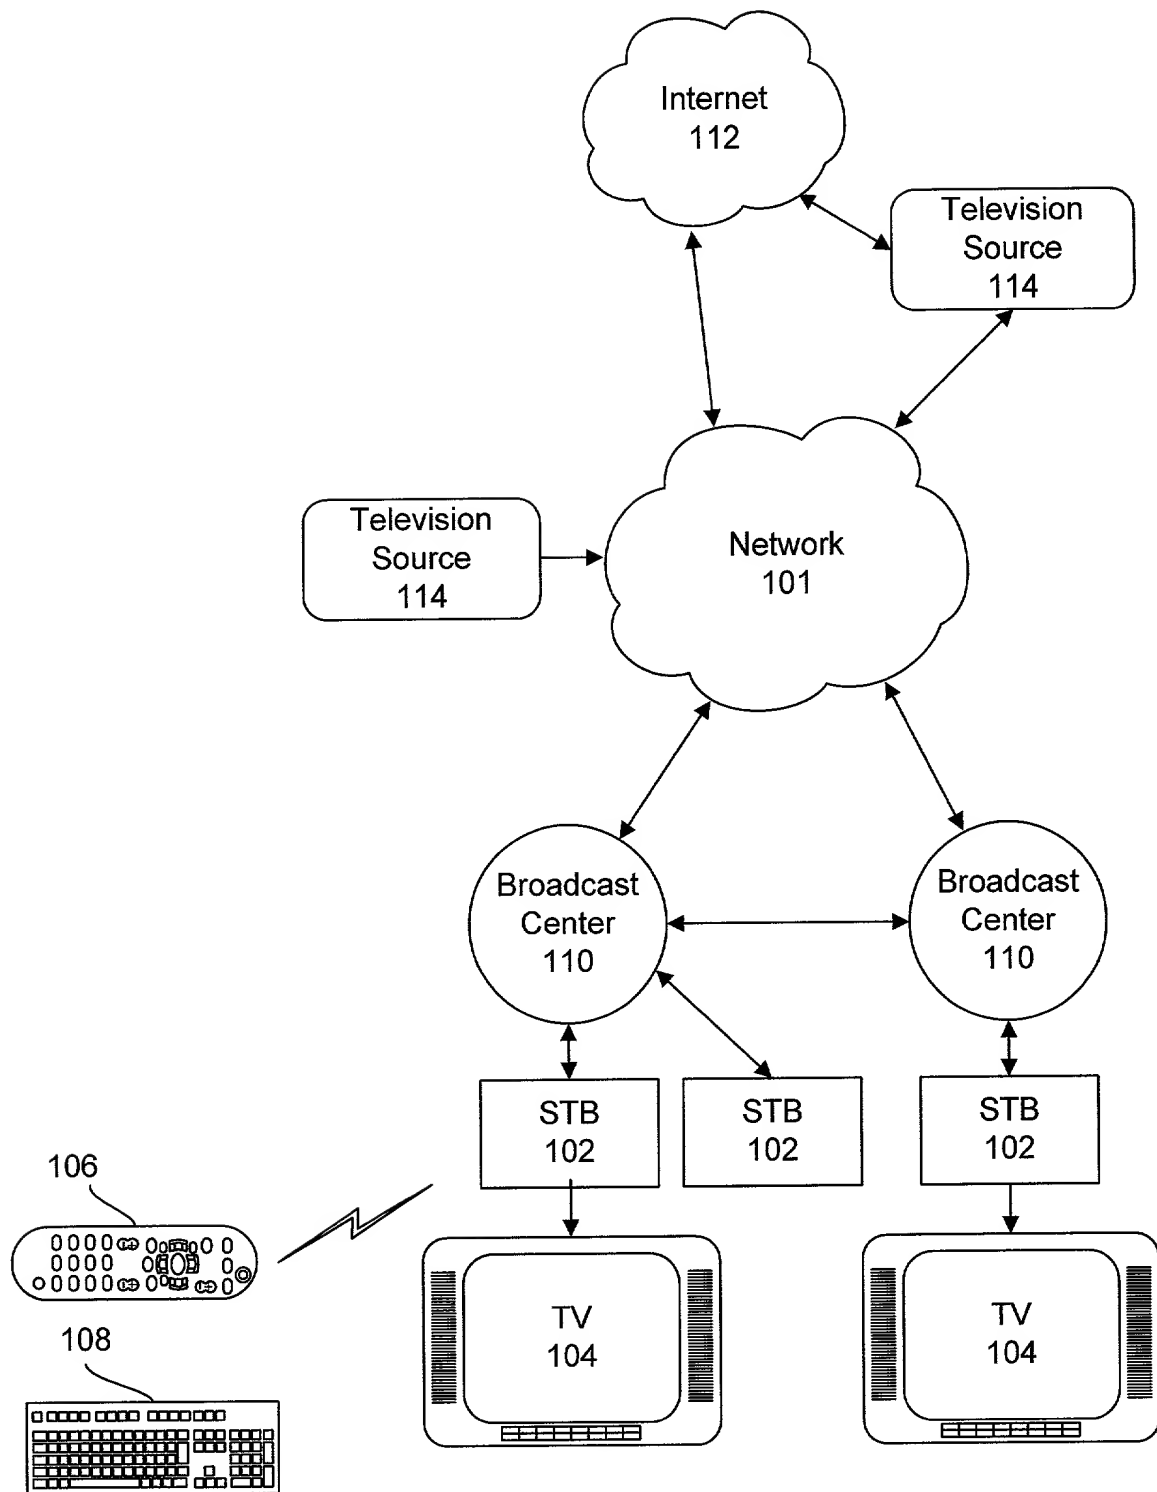 Internet
112
Television
Source
114
Television
Source
114
Network
101
Broadcast
Center
110
Broadcast
Center
110
STB
102
STB
102
STB
102
106
108
TV
104
TV
104